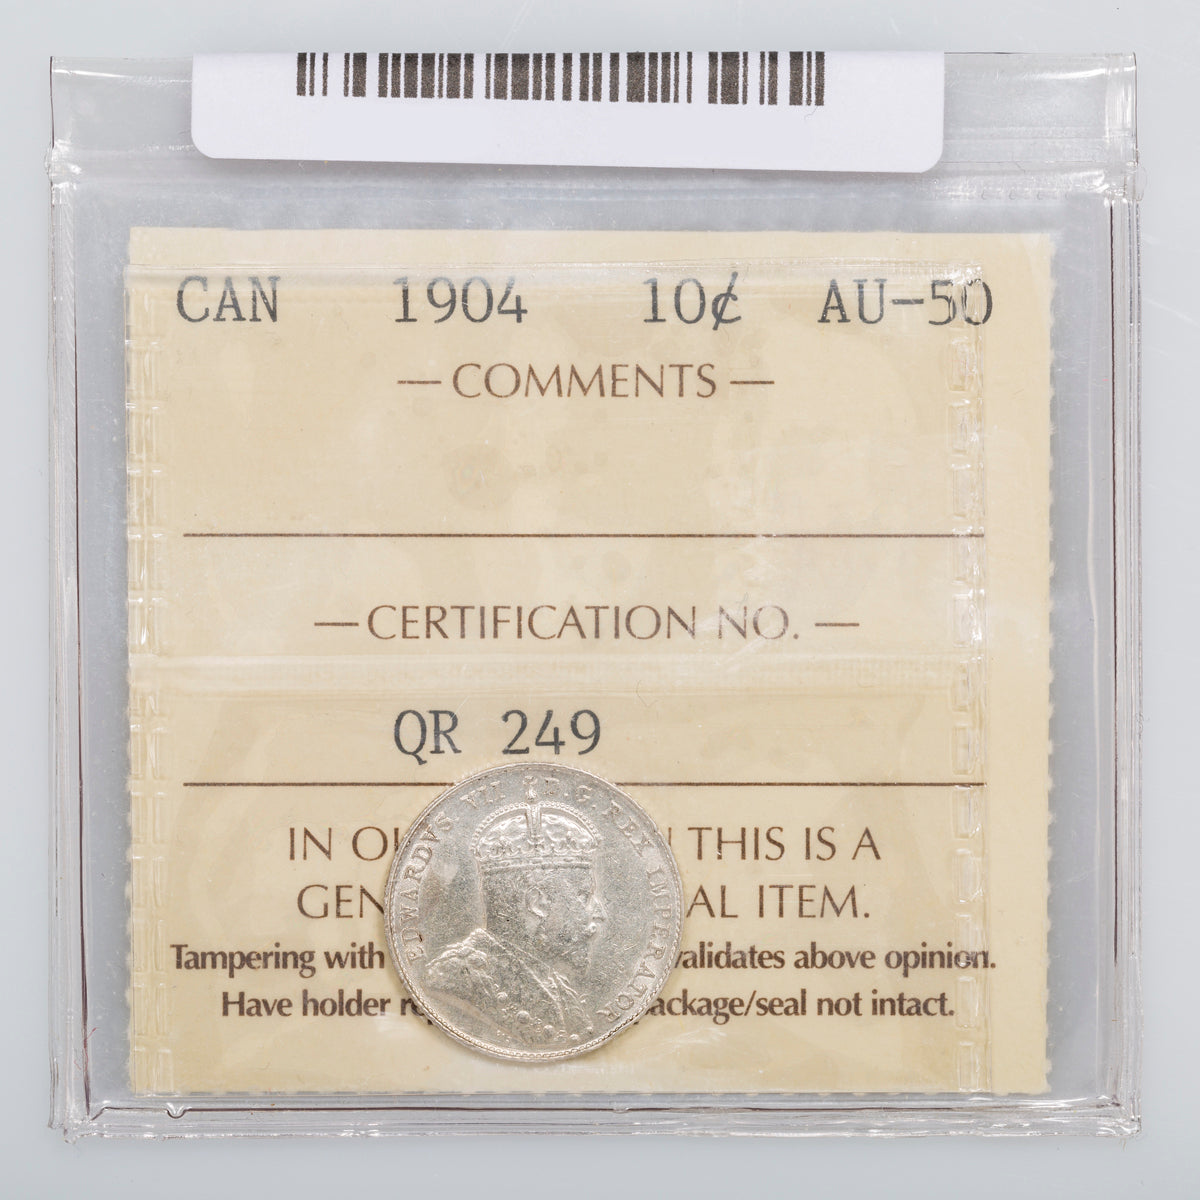 CAN 1904 10¢ AU-50
— COMMENTS —
— CERTIFICATION NO. —
QR 249
EDWARDVS VII D.G. REX IMPERATOR
IN THIS IS A
GEN AL ITEM.
Tampering with validates above opinion.
Have holder package/seal not intact.